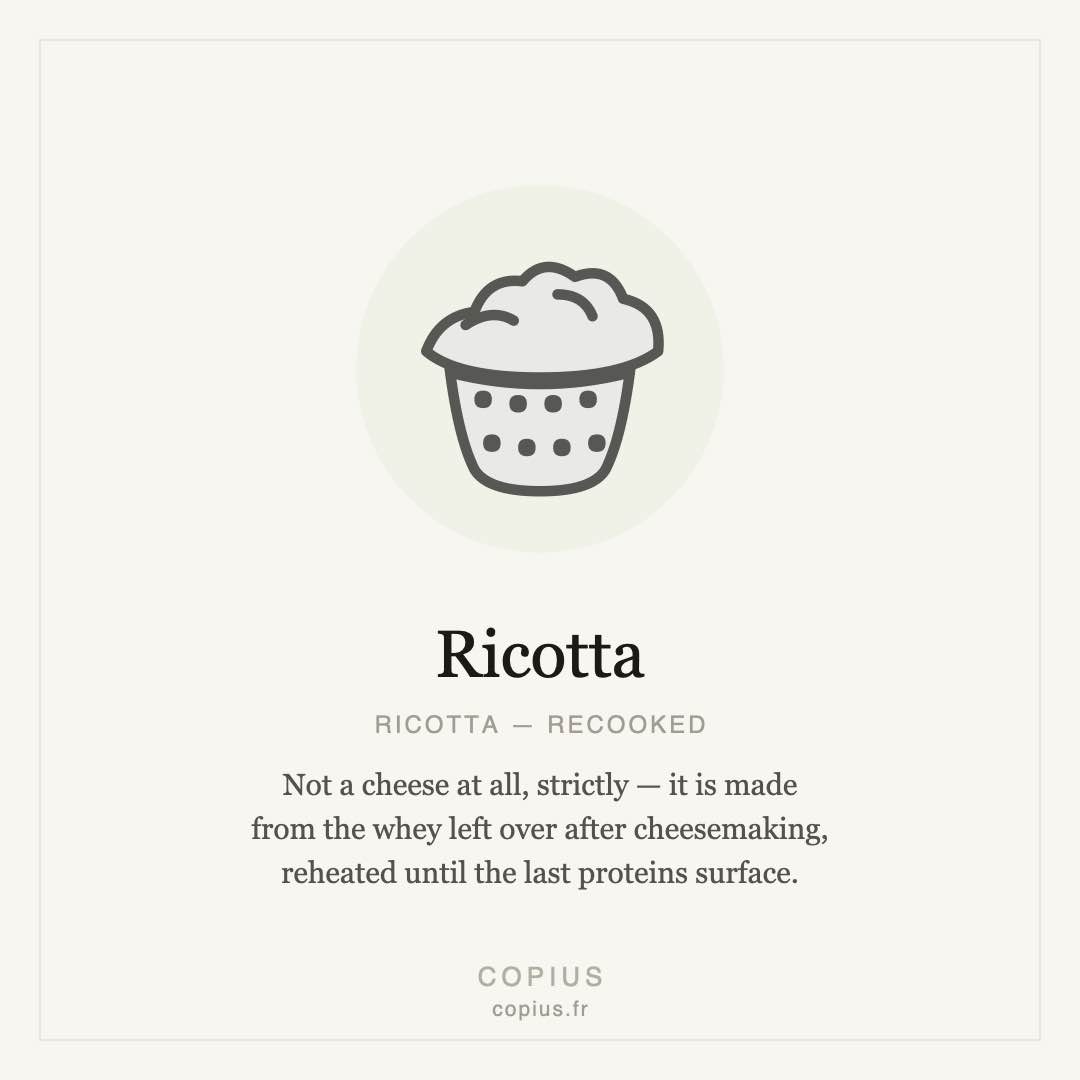 Ricotta
RICOTTA — RECOOKED
Not a cheese at all, strictly — it is made
from the whey left over after cheesemaking,
reheated until the last proteins surface.
COPIUS
copius.fr